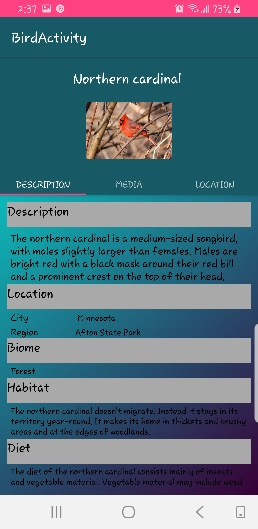 2:37 73%
BirdActivity
Northern cardinal
DESCRIPTION MEDIA LOCATION
Description
The northern cardinal is a medium-sized songbird,
with males slightly larger than females. Males are
bright red with a black mask around their red bill
and a prominent crest on the top of their head,
Location
City Minnesota
Region Afton State Park
Biome
Forest
Habitat
The northern cardinal doesn't migrate. Instead it stays in its
territory year-round. It makes its home in thickets and brushy
areas and at the edges of woodlands.
Diet
The diet of the northern cardinal consists mainly of insects
and vegetable material. Vegetable material may include weed